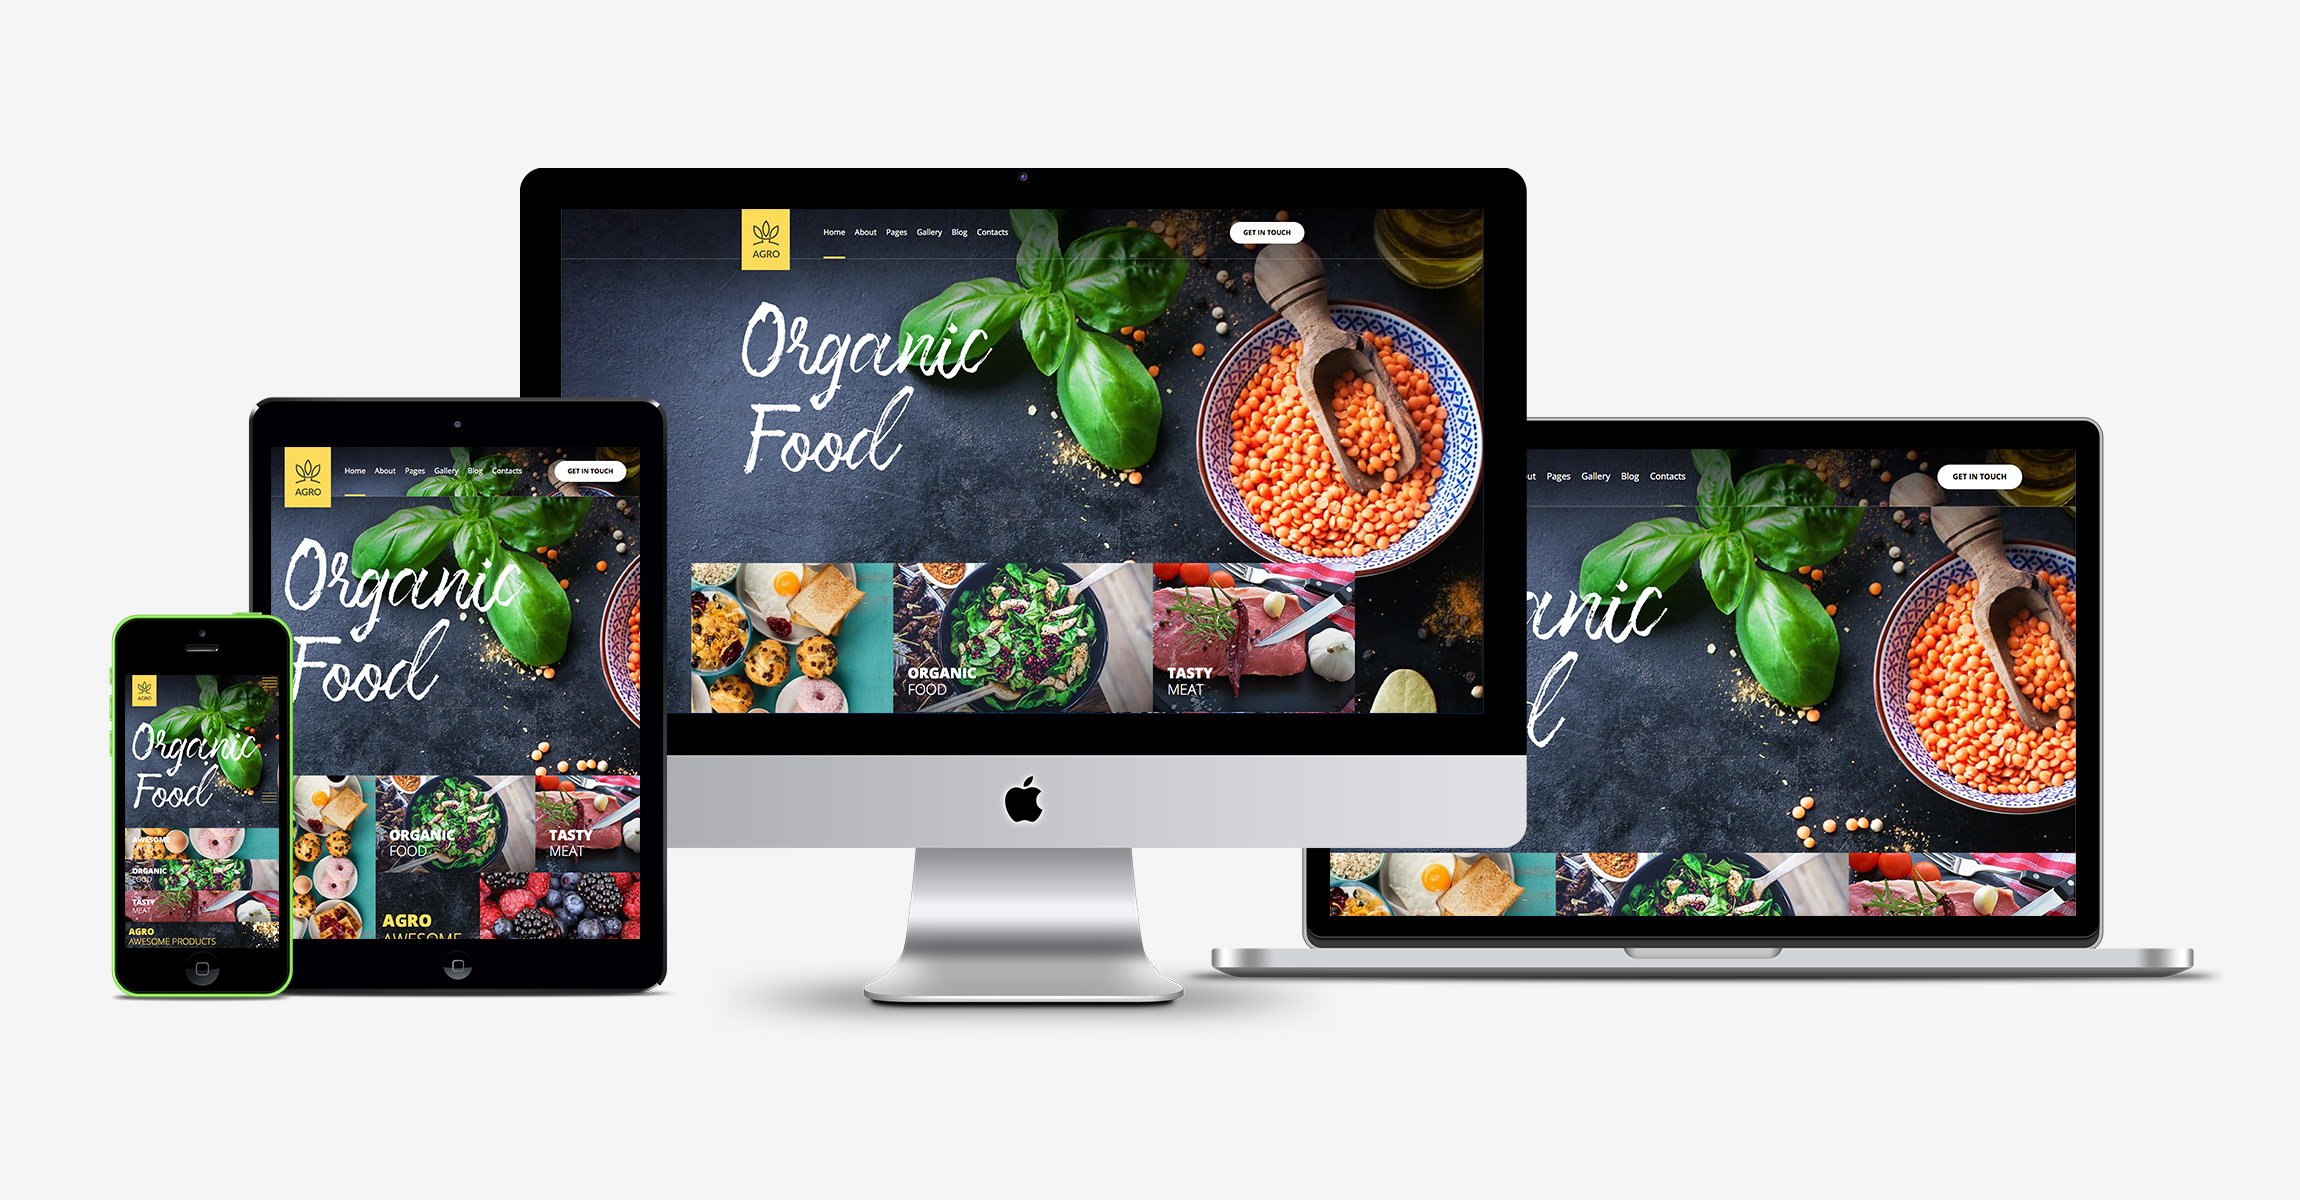 AGRO
Home About Pages Gallery Blog Contacts
GET IN TOUCH
Organic
Food
ORGANIC
FOOD
TASTY
MEAT
AGRO
Home About Pages Gallery Blog Contacts
GET IN TOUCH
Organic
Food
ORGANIC
FOOD
TASTY
MEAT
AGRO
AWESOME
AGRO
Organic
Food
AWESOME
ORGANIC
FOOD
TASTY
MEAT
AGRO
AWESOME PRODUCTS
ut Pages Gallery Blog Contacts
GET IN TOUCH
anic
d